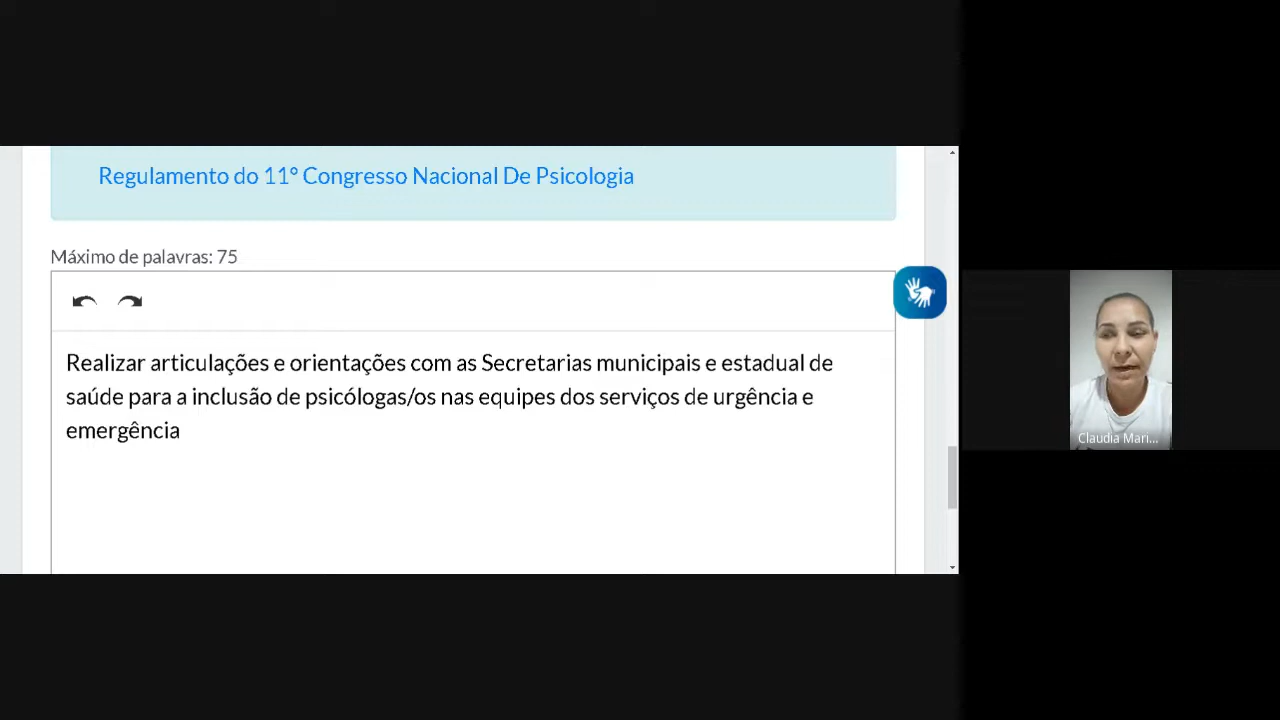 Regulamento do 11º Congresso Nacional De Psicologia
Máximo de palavras: 75
Realizar articulações e orientações com as Secretarias municipais e estadual de
saúde para a inclusão de psicólogas/os nas equipes dos serviços de urgência e
emergência
Claudia Mari...